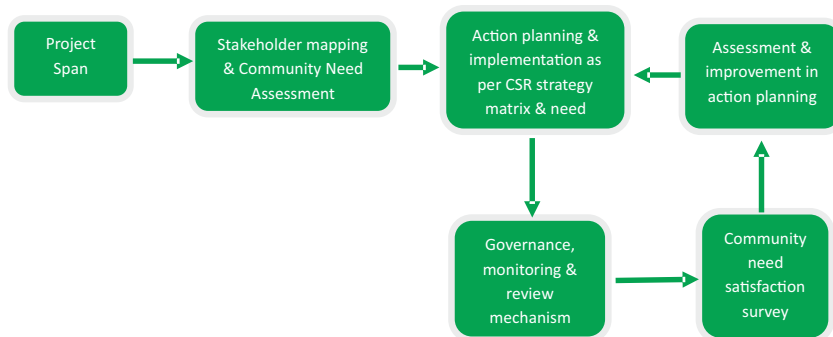 Project
Span
Stakeholder mapping
& Community Need
Assessment
Action planning &
implementation as
per CSR strategy
matrix & need
Assessment &
improvement in
action planning
Governance,
monitoring &
review
mechanism
Community
need
satisfaction
survey